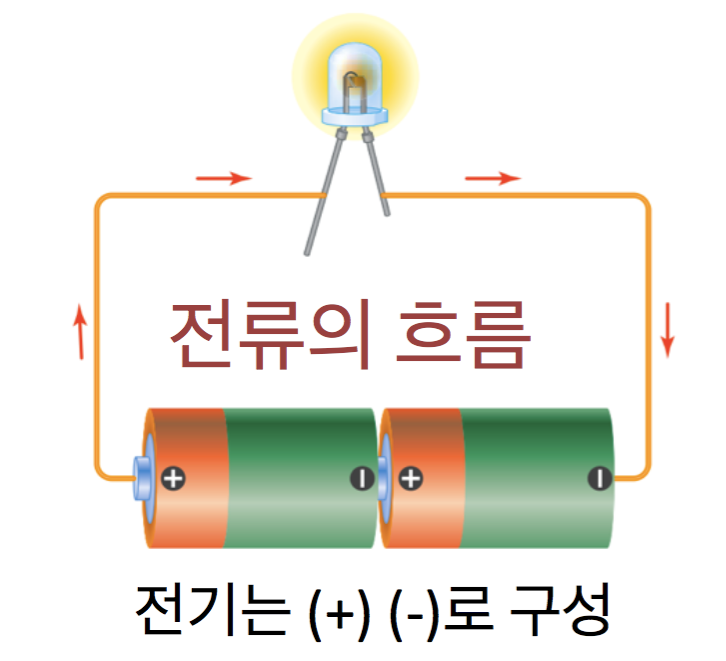 전류의 흐름
+ − + −
전기는 (+) (-)로 구성